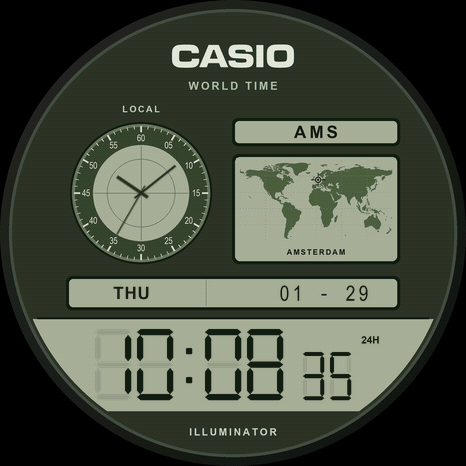 CASIO
WORLD TIME
LOCAL
60
55 05
50 10
45 15
40 20
35 25
30
AMS
AMSTERDAM
THU 01 - 29
10:08 35
24H
ILLUMINATOR